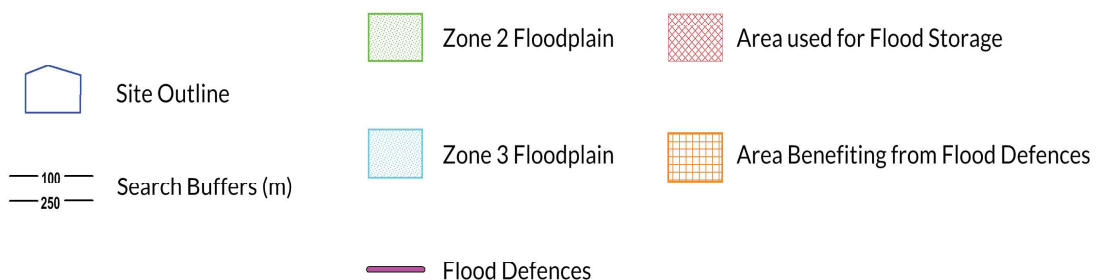 Site Outline
100
250
Search Buffers (m)
Zone 2 Floodplain
Zone 3 Floodplain
Flood Defences
Area used for Flood Storage
Area Benefiting from Flood Defences